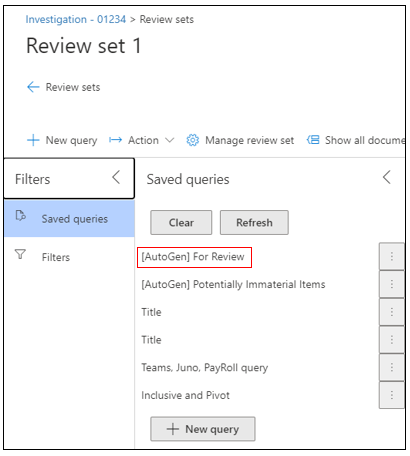 Investigation - 01234 > Review sets
Review set 1
Review sets
New query Action Manage review set Show all docume
Filters
Saved queries
Filters
Saved queries
Clear Refresh
[AutoGen] For Review
[AutoGen] Potentially Immaterial Items
Title
Title
Teams, Juno, PayRoll query
Inclusive and Pivot
New query